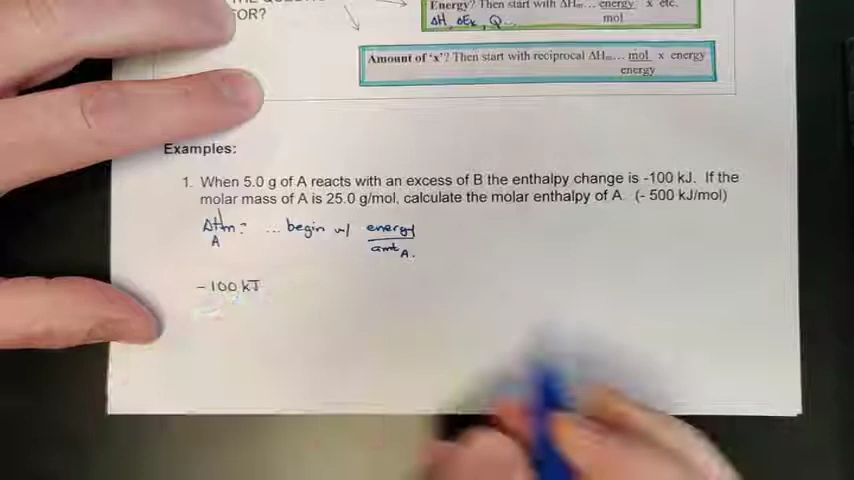 Energy? Then start with ΔHₘ... energy x etc.
mol
OR?
ΔH, ΔEₖ, Q...
Amount of 'x'? Then start with reciprocal ΔHₘ... mol x energy
energy
Examples:
1. When 5.0 g of A reacts with an excess of B the enthalpy change is -100 kJ. If the
molar mass of A is 25.0 g/mol, calculate the molar enthalpy of A. (- 500 kJ/mol)
ΔHm? ... begin w/ energy
A amt A.
- 100 kJ